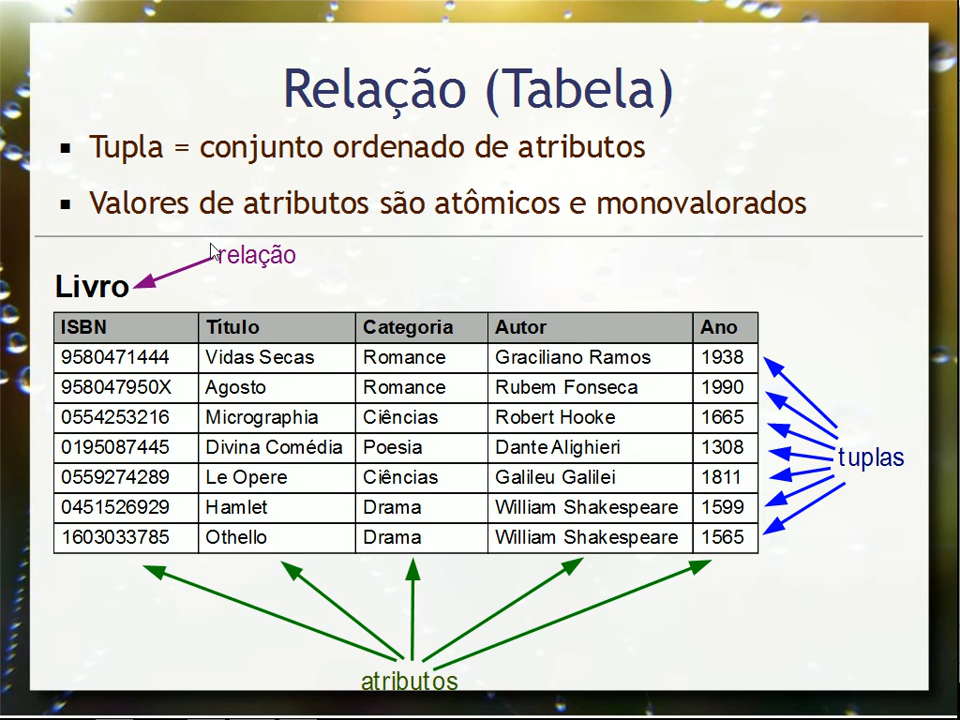 Relação (Tabela)
Tupla = conjunto ordenado de atributos
Valores de atributos são atômicos e monovalorados
relação
Livro
ISBN Título Categoria Autor Ano
9580471444 Vidas Secas Romance Graciliano Ramos 1938
958047950X Agosto Romance Rubem Fonseca 1990
0554253216 Micrographia Ciências Robert Hooke 1665
0195087445 Divina Comédia Poesia Dante Alighieri 1308
0559274289 Le Opere Ciências Galileu Galilei 1811
0451526929 Hamlet Drama William Shakespeare 1599
1603033785 Othello Drama William Shakespeare 1565
tuplas
atributos